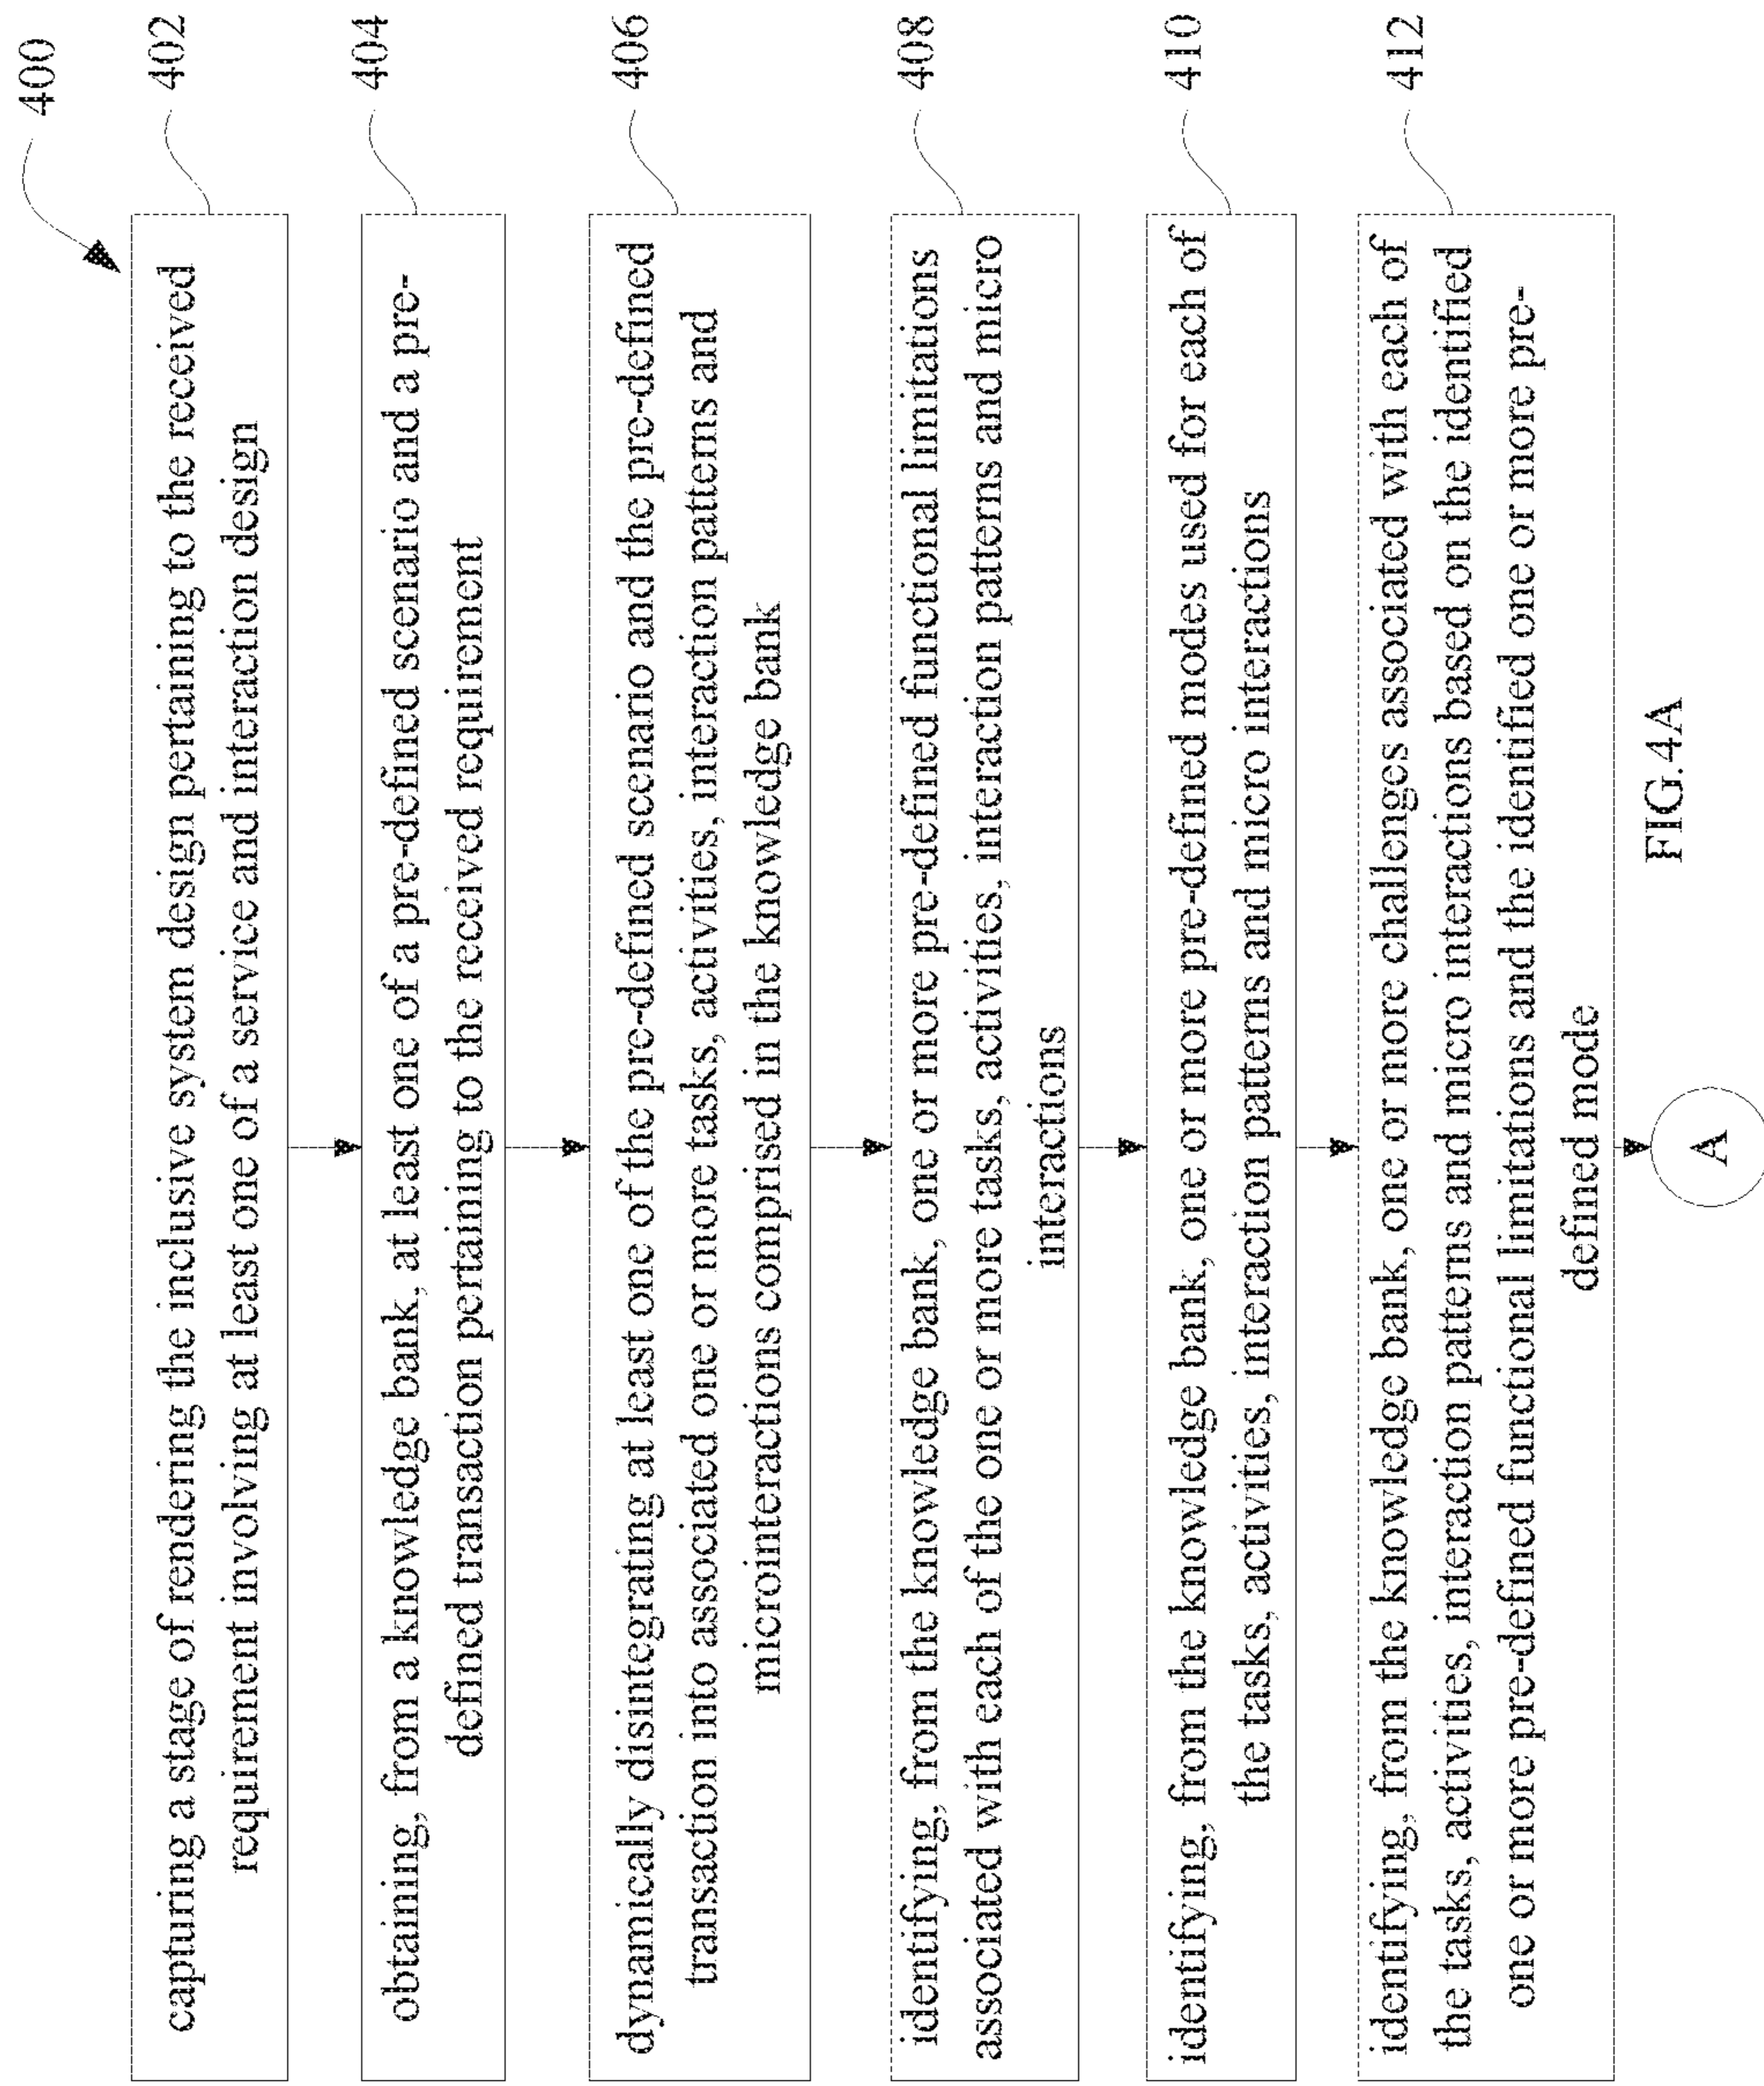 400
capturing a stage of rendering the inclusive system design pertaining to the received
requirement involving at least one of a service and interaction design
402
obtaining, from a knowledge bank, at least one of a pre-defined scenario and a pre-
defined transaction pertaining to the received requirement
404
dynamically disintegrating at least one of the pre-defined scenario and the pre-defined
transaction into associated one or more tasks, activities, interaction patterns and
microinteractions comprised in the knowledge bank
406
identifying, from the knowledge bank, one or more pre-defined functional limitations
associated with each of the one or more tasks, activities, interaction patterns and micro
interactions
408
identifying, from the knowledge bank, one or more pre-defined modes used for each of
the tasks, activities, interaction patterns and micro interactions
410
identifying, from the knowledge bank, one or more challenges associated with each of
the tasks, activities, interaction patterns and micro interactions based on the identified
one or more pre-defined functional limitations and the identified one or more pre-
defined mode
412
A
FIG.4A